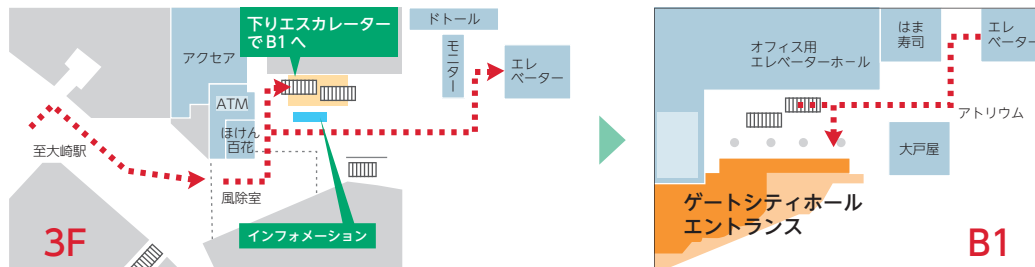 下りエスカレーター
でB1へ
アクセア
ATM
ほけん
百花
至大崎駅
風除室
インフォメーション
3F
ドトール
モニター
エレ
ベーター
オフィス用
エレベーターホール
はま
寿司
エレ
ベーター
アトリウム
大戸屋
ゲートシティホール
エントランス
B1